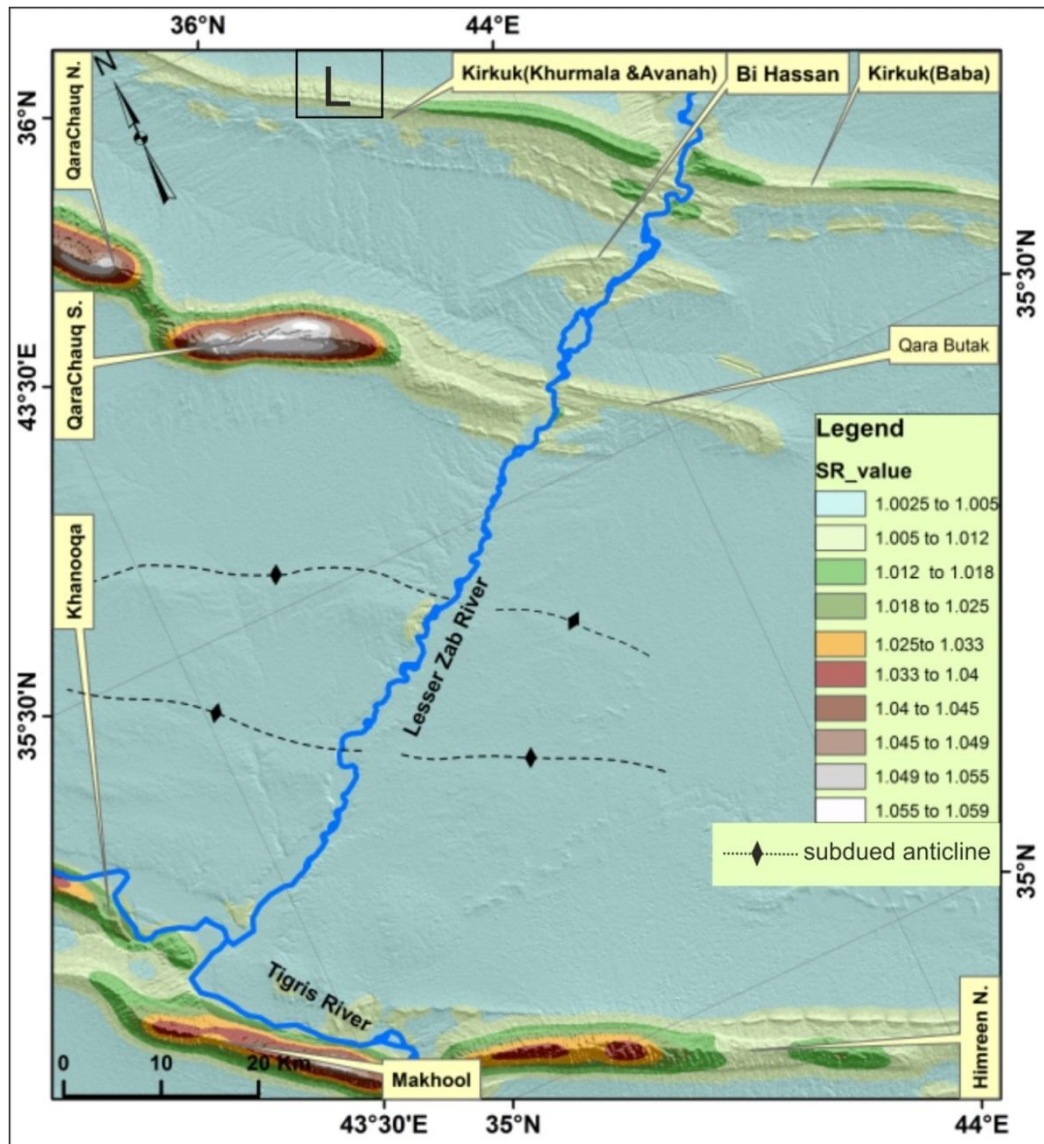 36°N
44°E
N
L
Kirkuk(Khurmala &Avanah)
Bi Hassan
Kirkuk(Baba)
36°N
QaraChauq N.
35°30'N
QaraChauq S.
Qara Butak
43°30'E
Legend
SR_value
1.0025 to 1.005
1.005 to 1.012
1.012 to 1.018
1.018 to 1.025
1.025to 1.033
1.033 to 1.04
1.04 to 1.045
1.045 to 1.049
1.049 to 1.055
1.055 to 1.059
subdued anticline
Khanooqa
Lesser Zab River
35°30'N
35°N
Tigris River
Himreen N.
0 10 20 Km
Makhool
43°30'E
35°N
44°E